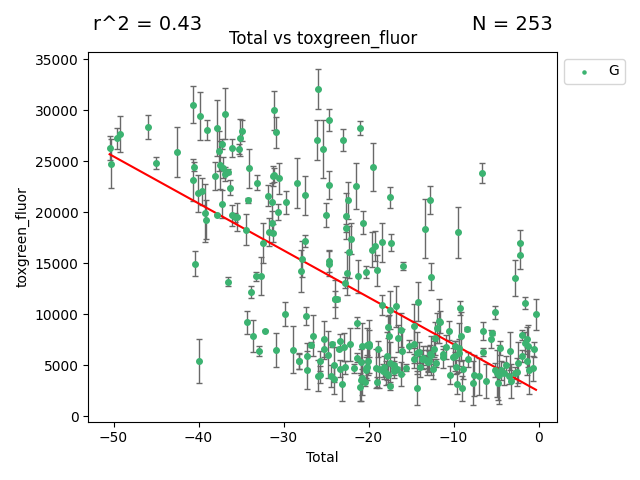 r^2 = 0.43
N = 253
Total vs toxgreen_fluor
G
35000
30000
25000
20000
15000
10000
5000
0
toxgreen_fluor
−50
−40
−30
−20
−10
0
Total